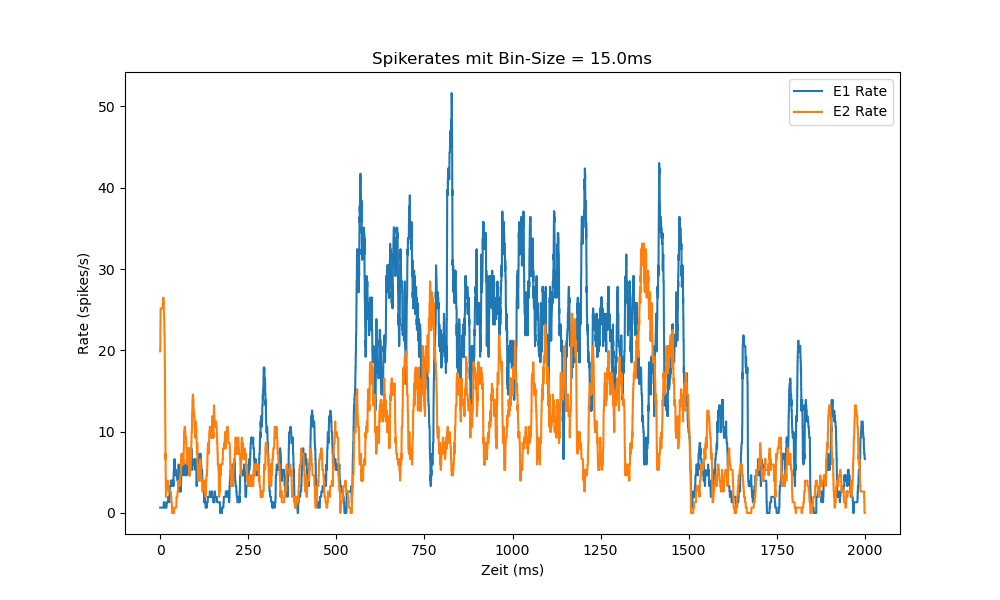 Spikerates mit Bin-Size = 15.0ms
E1 Rate
E2 Rate
Rate (spikes/s)
50
40
30
20
10
0
0 250 500 750 1000 1250 1500 1750 2000
Zeit (ms)